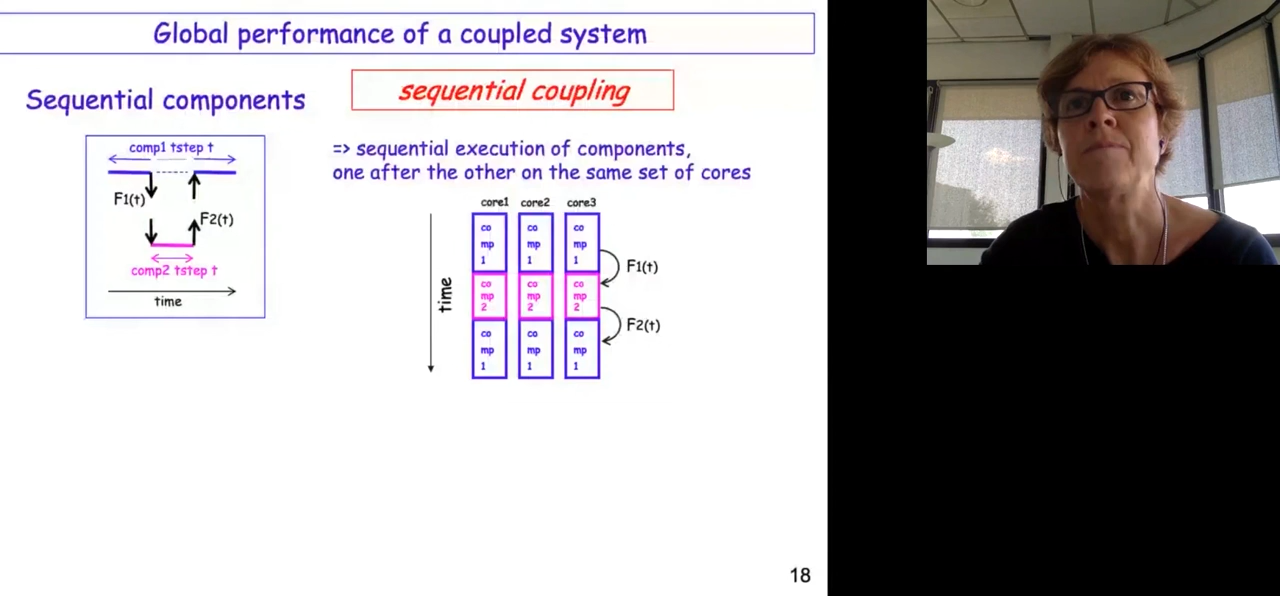 Global performance of a coupled system
Sequential components
sequential coupling
comp1 tstep t
F1(t)
F2(t)
comp2 tstep t
time
=> sequential execution of components,
one after the other on the same set of cores
core1 core2 core3
time
co co co
mp mp mp
1 1 1
F1(t)
co co co
mp mp mp
2 2 2
F2(t)
co co co
mp mp mp
1 1 1
18